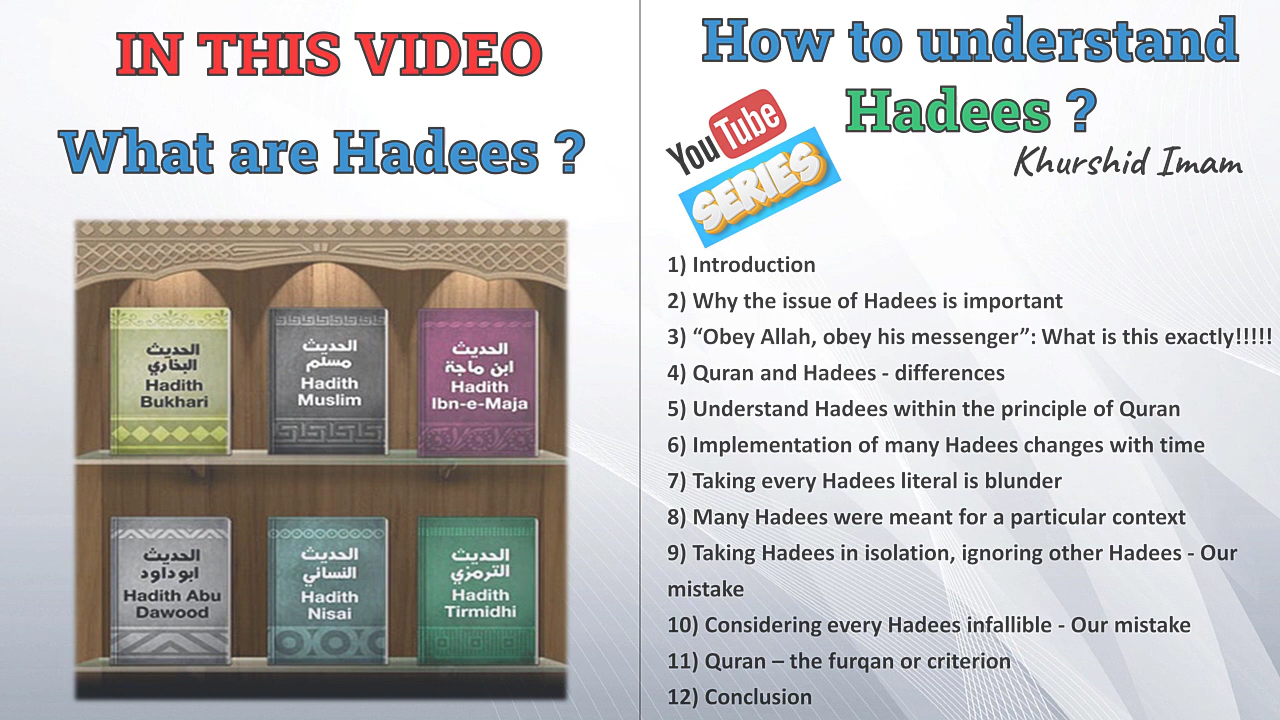 IN THIS VIDEO
What are Hadees ?
الحديث
البخاري
Hadith
Bukhari
الحديث
مسلم
Hadith
Muslim
الحديث
ابن ماجة
Hadith
Ibn-e-Maja
الحديث
ابو داود
Hadith Abu
Dawood
الحديث
النسائي
Hadith
Nisai
الحديث
الترمزي
Hadith
Tirmidhi
How to understand
Hadees ?
YouTube
SERIES
Khurshid Imam
1) Introduction
2) Why the issue of Hadees is important
3) “Obey Allah, obey his messenger”: What is this exactly!!!!!
4) Quran and Hadees - differences
5) Understand Hadees within the principle of Quran
6) Implementation of many Hadees changes with time
7) Taking every Hadees literal is blunder
8) Many Hadees were meant for a particular context
9) Taking Hadees in isolation, ignoring other Hadees - Our
mistake
10) Considering every Hadees infallible - Our mistake
11) Quran – the furqan or criterion
12) Conclusion